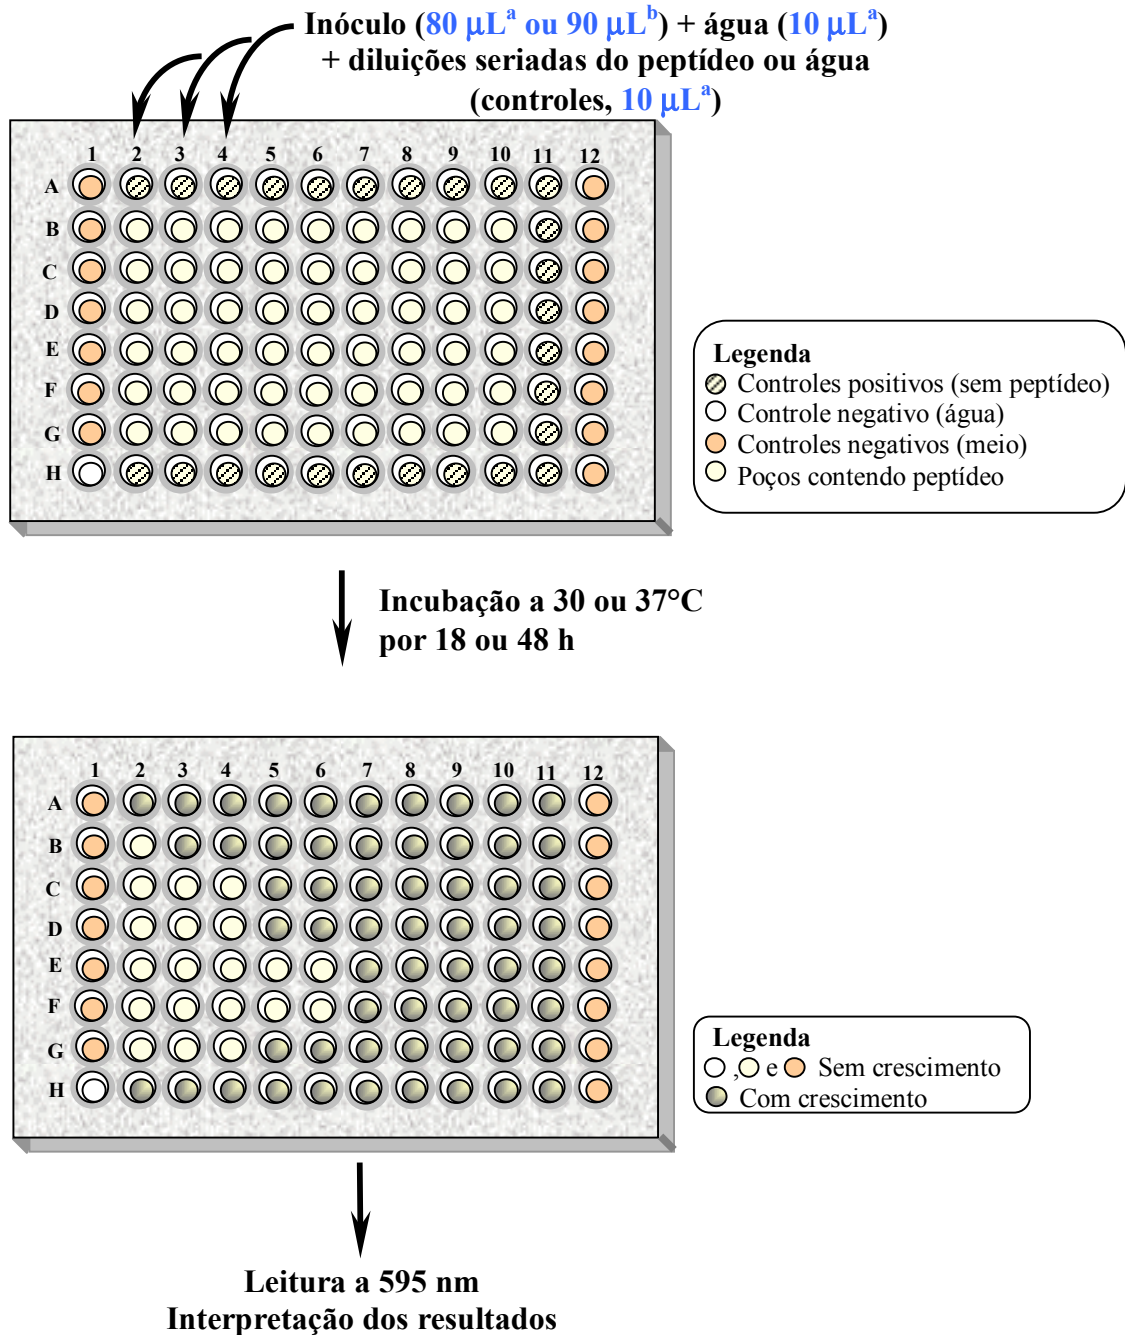 Inóculo (80 μLᵃ ou 90 μLᵇ) + água (10 μLᵃ)
+ diluições seriadas do peptídeo ou água
(controles, 10 μLᵃ)
1 2 3 4 5 6 7 8 9 10 11 12
A
B
C
D
E
F
G
H
Legenda
Controles positivos (sem peptídeo)
Controle negativo (água)
Controles negativos (meio)
Poços contendo peptídeo
Incubação a 30 ou 37°C
por 18 ou 48 h
1 2 3 4 5 6 7 8 9 10 11 12
A
B
C
D
E
F
G
H
Legenda
, e Sem crescimento
Com crescimento
Leitura a 595 nm
Interpretação dos resultados